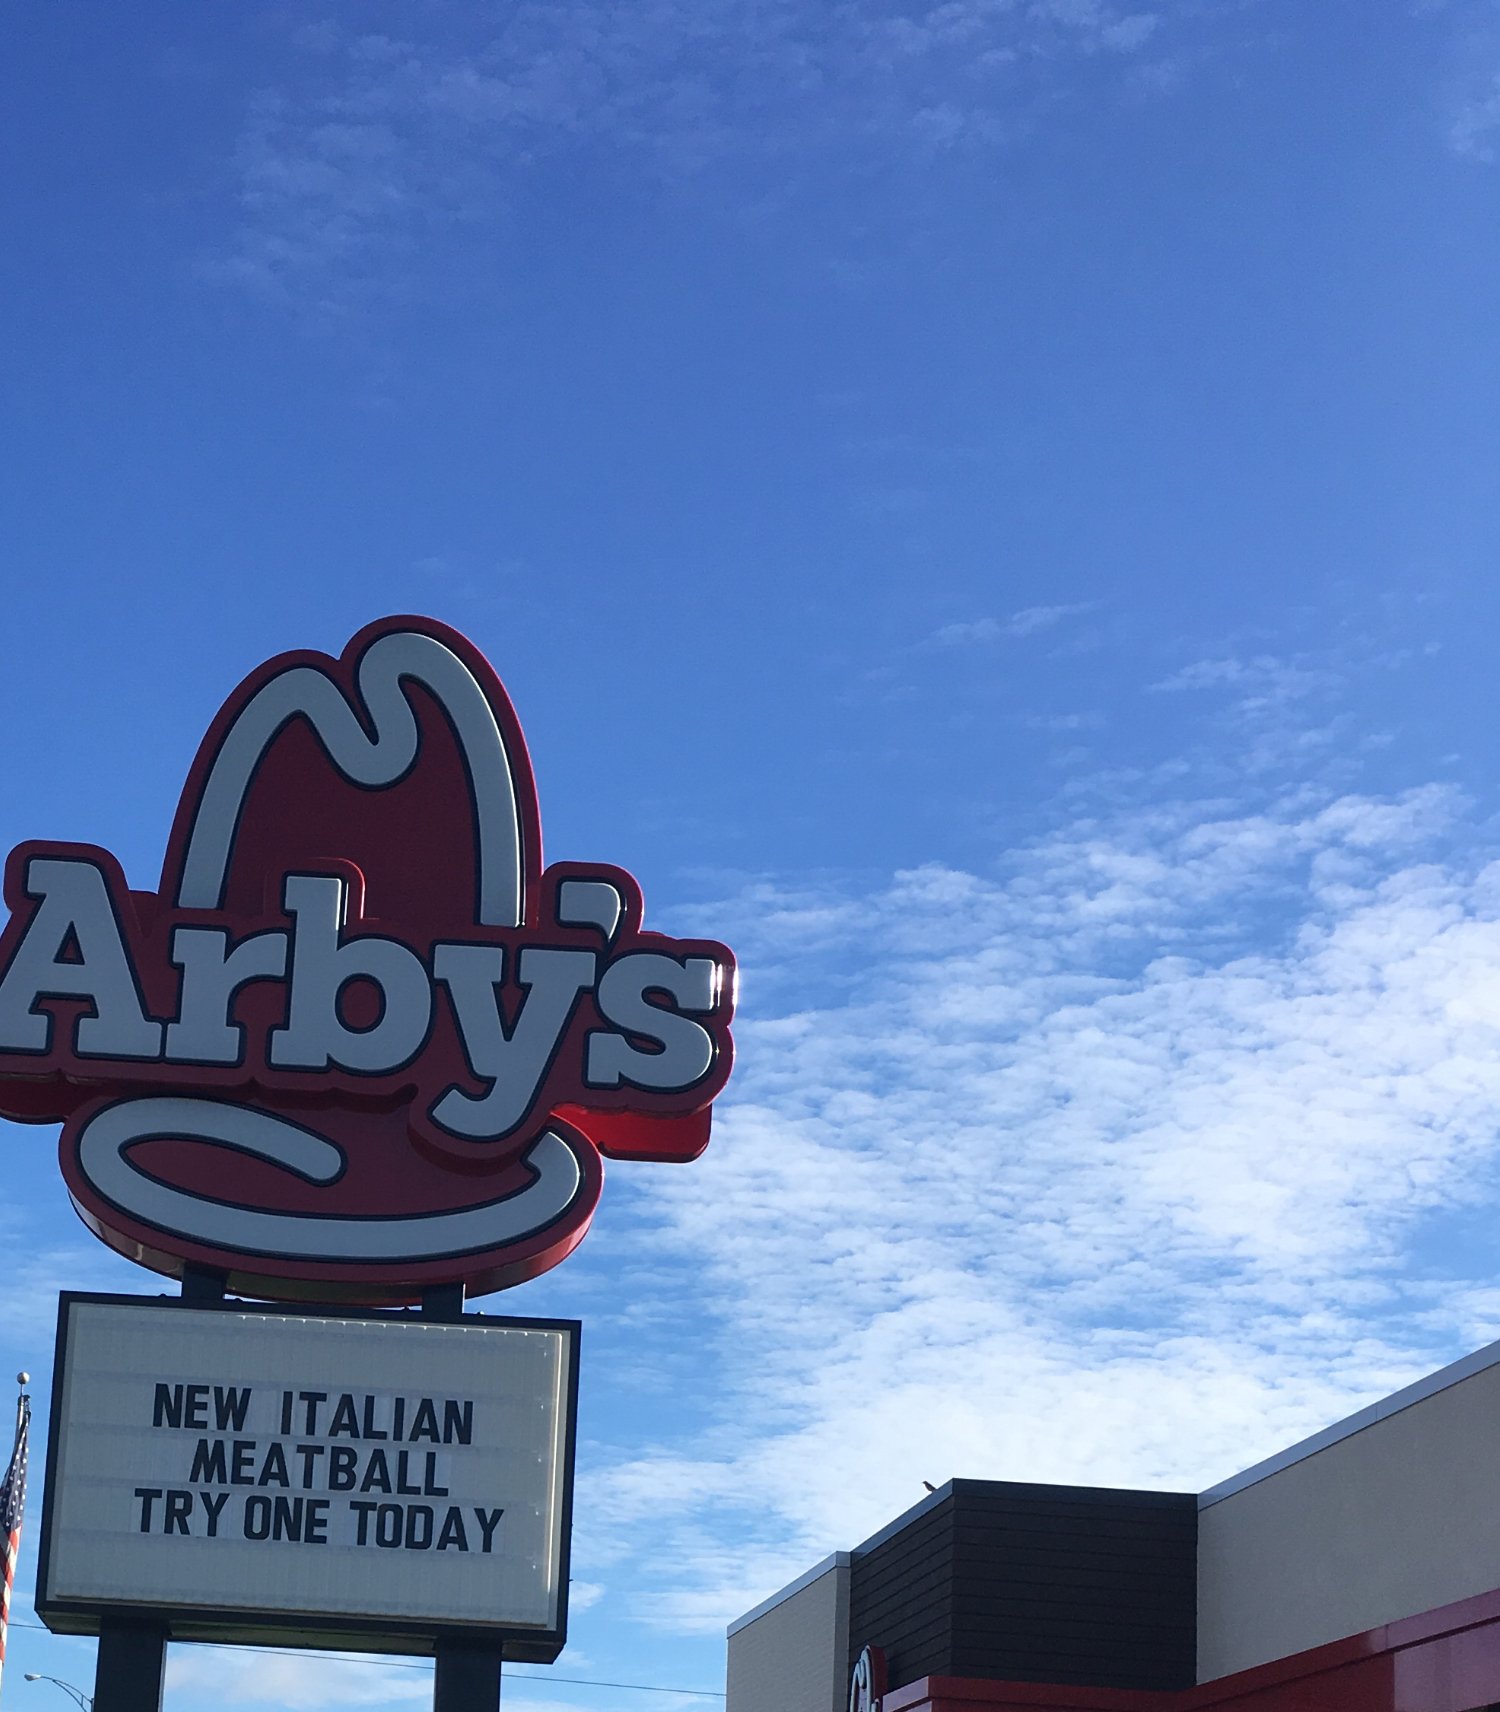 Arby's
NEW ITALIAN
MEATBALL
TRY ONE TODAY